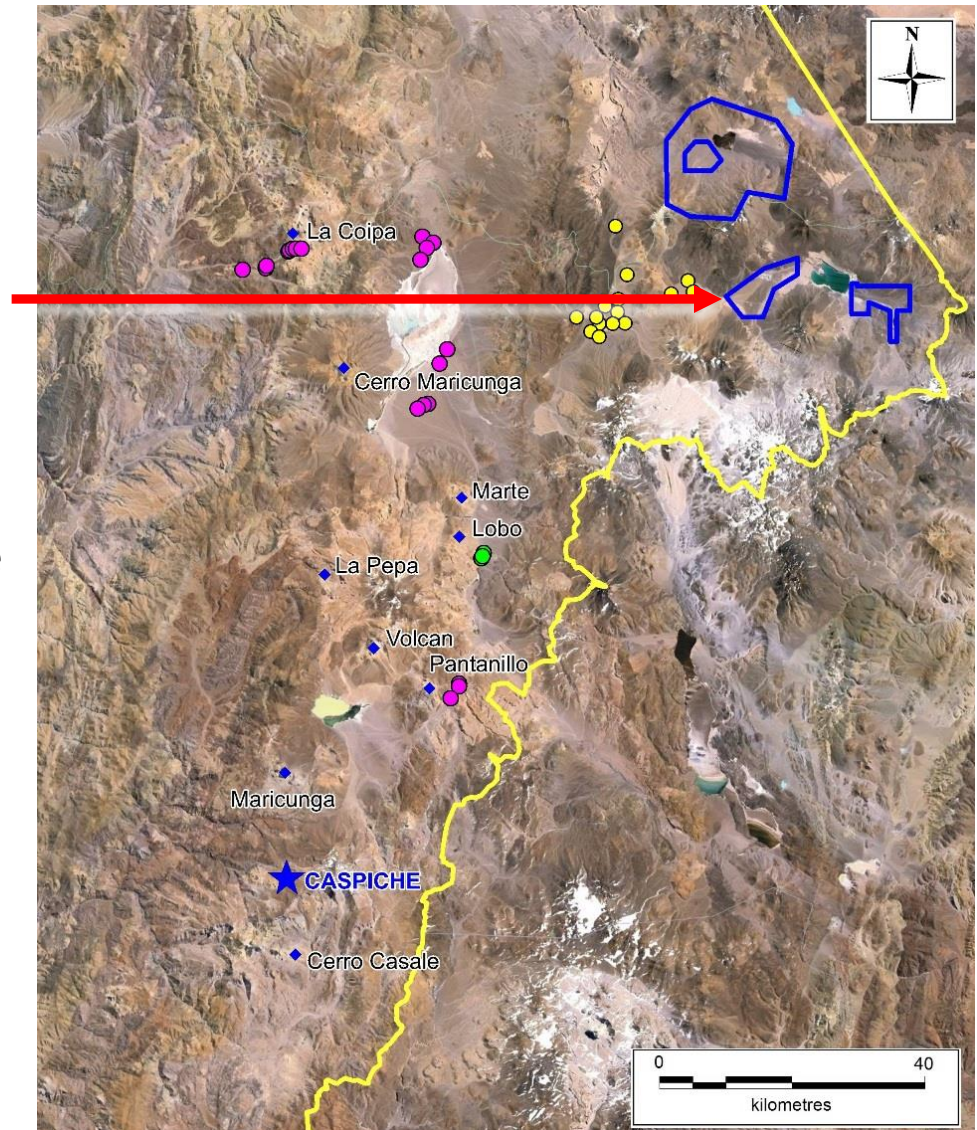 N
La Coipa
Cerro Maricunga
Marte
Lobo
La Pepa
Volcan
Pantanillo
Maricunga
CASPICHE
Cerro Casale
0 40
kilometres